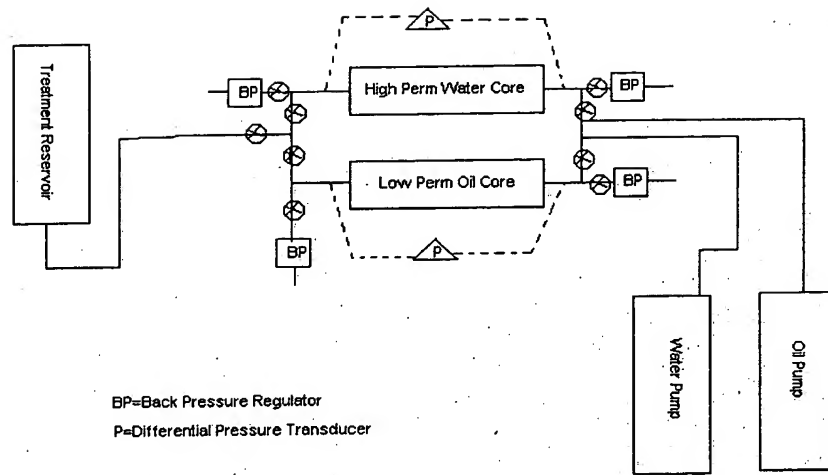 P
Treatment Reservoir
BP
High Perm Water Core
BP
Low Perm Oil Core
BP
P
BP
Water Pump
Oil Pump
BP=Back Pressure Regulator
P=Differential Pressure Transducer